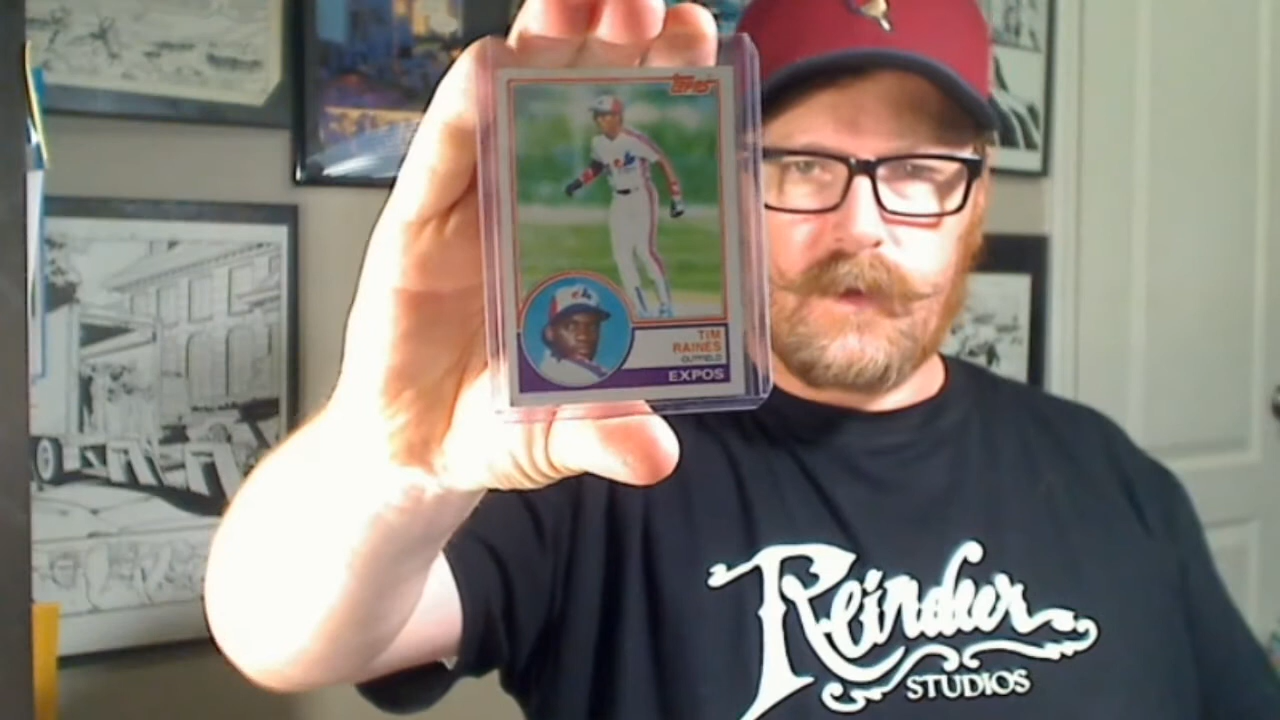 Topps
TIM
RAINES
OUTFIELD
EXPOS
Reindeer
STUDIOS